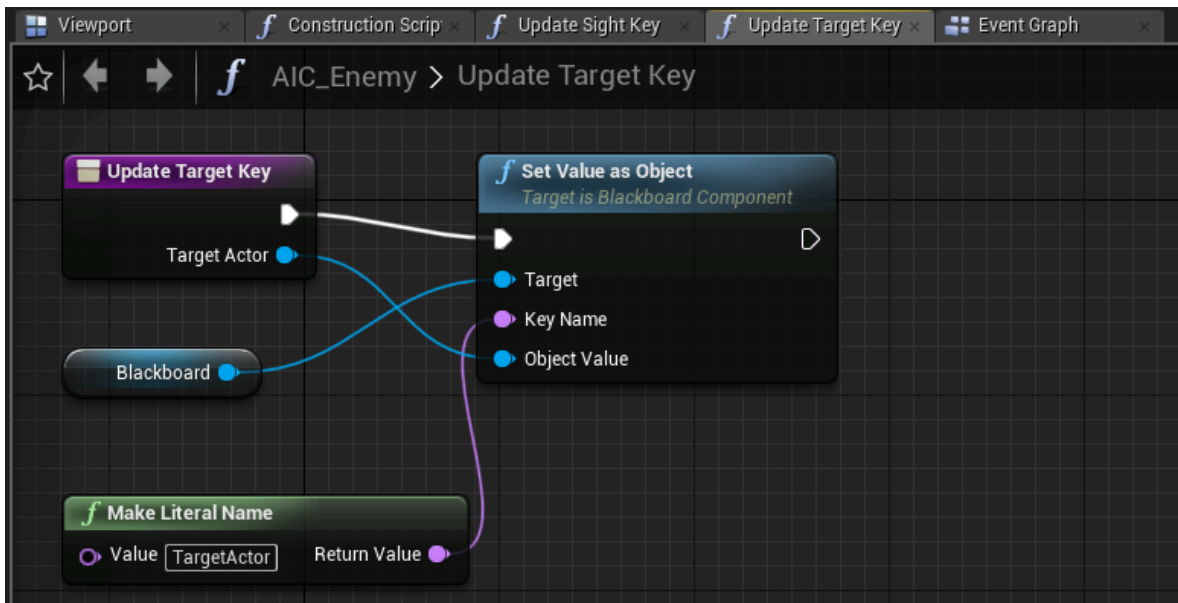 Viewport
Construction Scrip
Update Sight Key
Update Target Key
Event Graph
AIC_Enemy > Update Target Key
Update Target Key
Target Actor
Set Value as Object
Target is Blackboard Component
Target
Key Name
Object Value
Blackboard
Make Literal Name
Value TargetActor Return Value